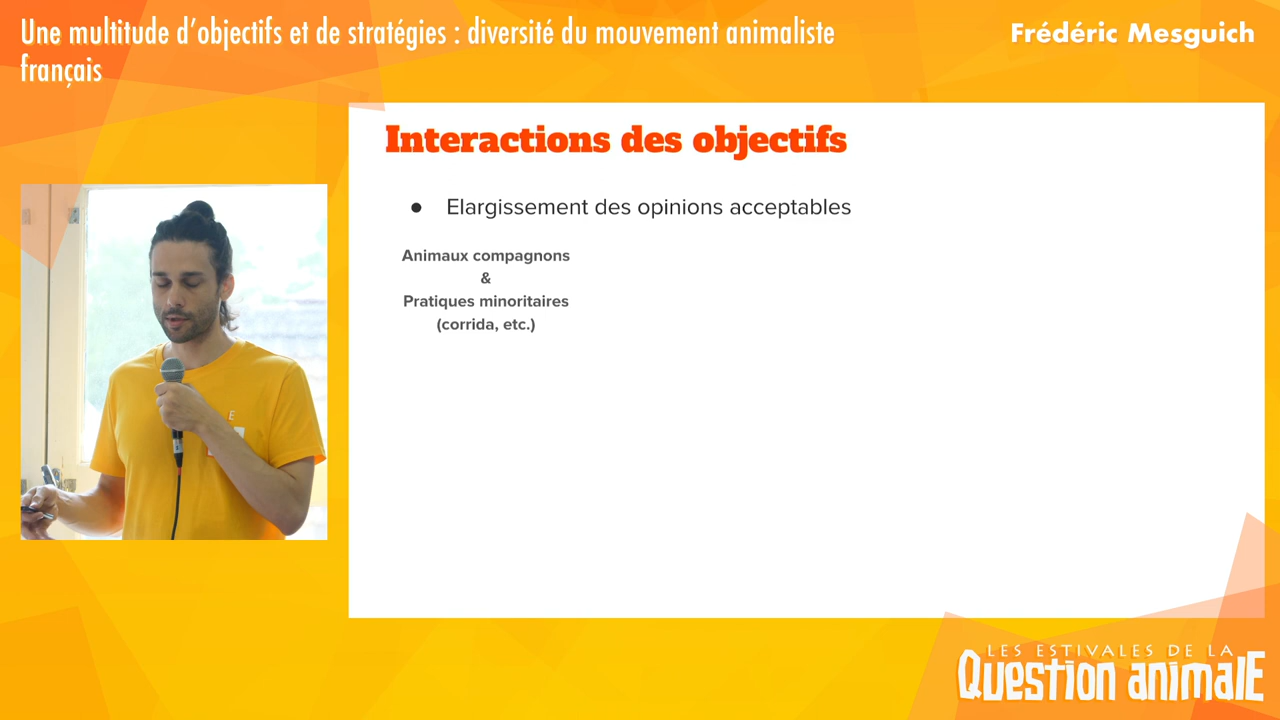 Une multitude d'objectifs et de stratégies : diversité du mouvement animaliste
français
Frédéric Mesguich
Interactions des objectifs
● Elargissement des opinions acceptables
Animaux compagnons
&
Pratiques minoritaires
(corrida, etc.)
E
LES ESTIVALES DE LA
Question animalE